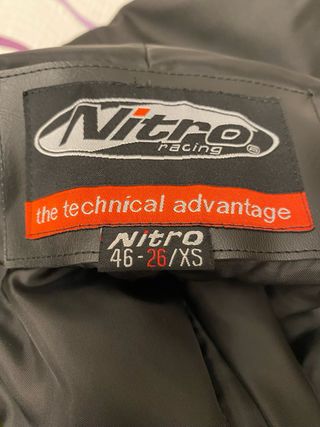 Nitro
racing ®
the technical advantage
Nitro
46-26/XS